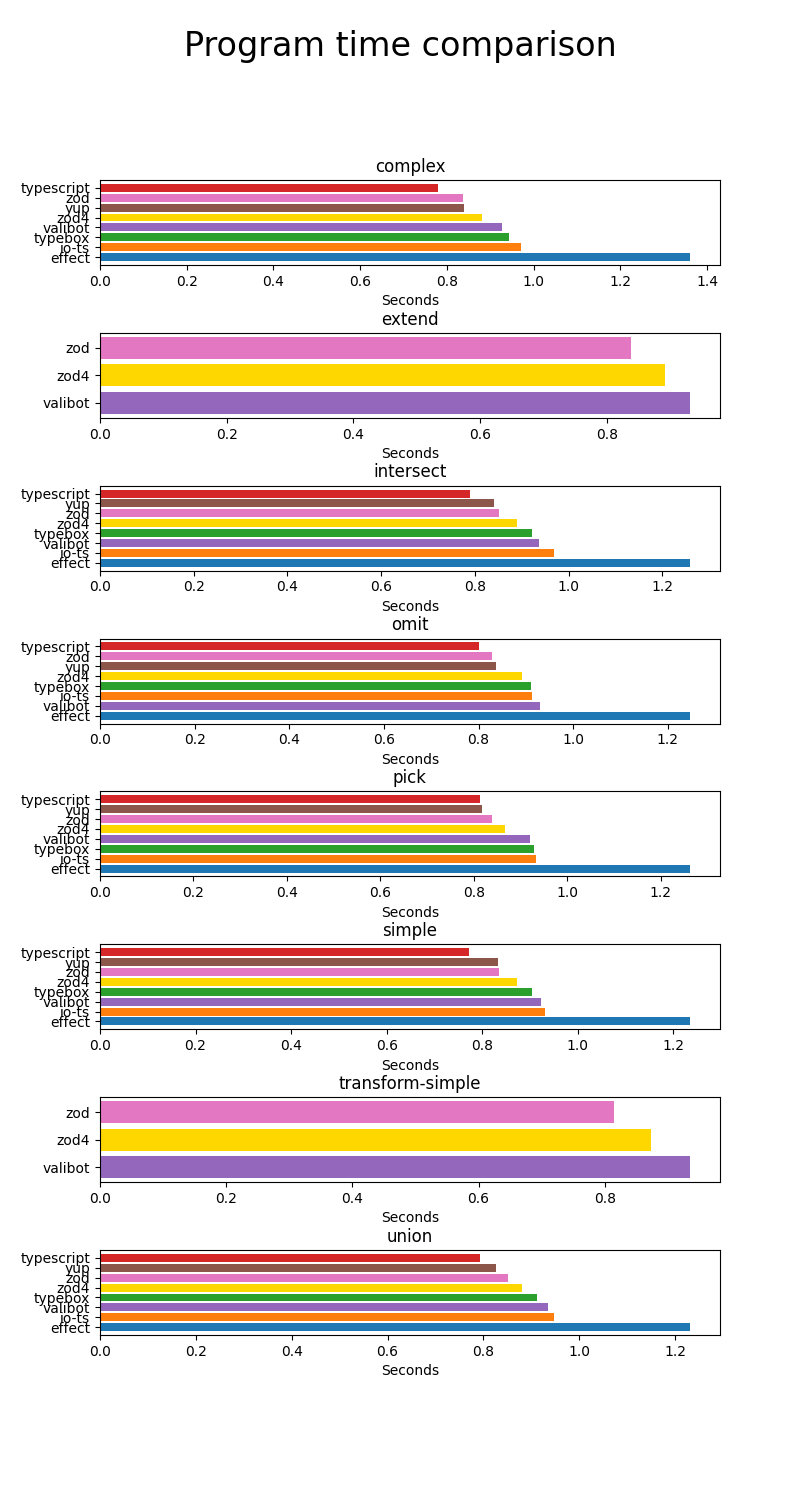 Program time comparison
complex
typescript
zod
yup
zod4
valibot
typebox
io-ts
effect
0.0 0.2 0.4 0.6 0.8 1.0 1.2 1.4
Seconds
extend
zod
zod4
valibot
0.0 0.2 0.4 0.6 0.8
Seconds
intersect
typescript
yup
zod
zod4
typebox
valibot
io-ts
effect
0.0 0.2 0.4 0.6 0.8 1.0 1.2
Seconds
omit
typescript
zod
yup
zod4
typebox
io-ts
valibot
effect
0.0 0.2 0.4 0.6 0.8 1.0 1.2
Seconds
pick
typescript
yup
zod
zod4
valibot
typebox
io-ts
effect
0.0 0.2 0.4 0.6 0.8 1.0 1.2
Seconds
simple
typescript
yup
zod
zod4
typebox
valibot
io-ts
effect
0.0 0.2 0.4 0.6 0.8 1.0 1.2
Seconds
transform-simple
zod
zod4
valibot
0.0 0.2 0.4 0.6 0.8
Seconds
union
typescript
yup
zod
zod4
typebox
valibot
io-ts
effect
0.0 0.2 0.4 0.6 0.8 1.0 1.2
Seconds